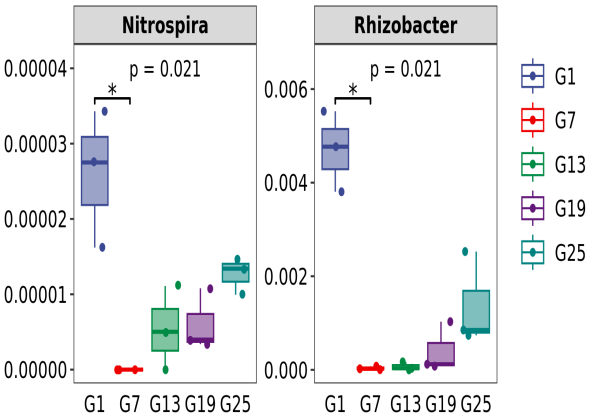 Nitrospira
p = 0.021
*
0.00004
0.00003
0.00002
0.00001
0.00000
G1 G7 G13 G19 G25
Rhizobacter
p = 0.021
*
0.006
0.004
0.002
0.000
G1 G7 G13 G19 G25
G1
G7
G13
G19
G25